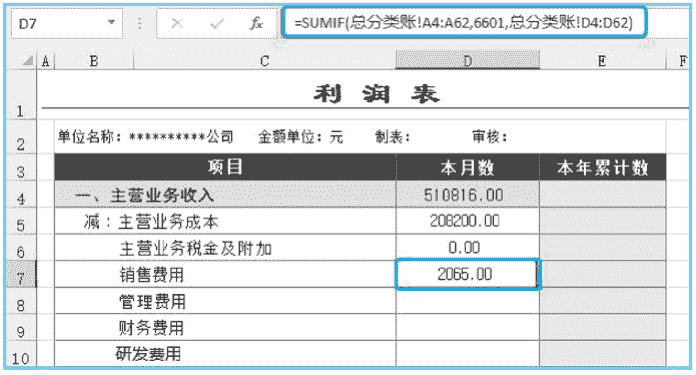 D7 fx =SUMIF(总分类账!A4:A62,6601,总分类账!D4:D62)
A B C D E F
1 利 润 表
2 单位名称：**********公司 金额单位：元 制表： 审核：
3 项目 本月数 本年累计数
4 一、主营业务收入 510816.00
5 减：主营业务成本 208200.00
6 主营业务税金及附加 0.00
7 销售费用 2065.00
8 管理费用
9 财务费用
10 研发费用